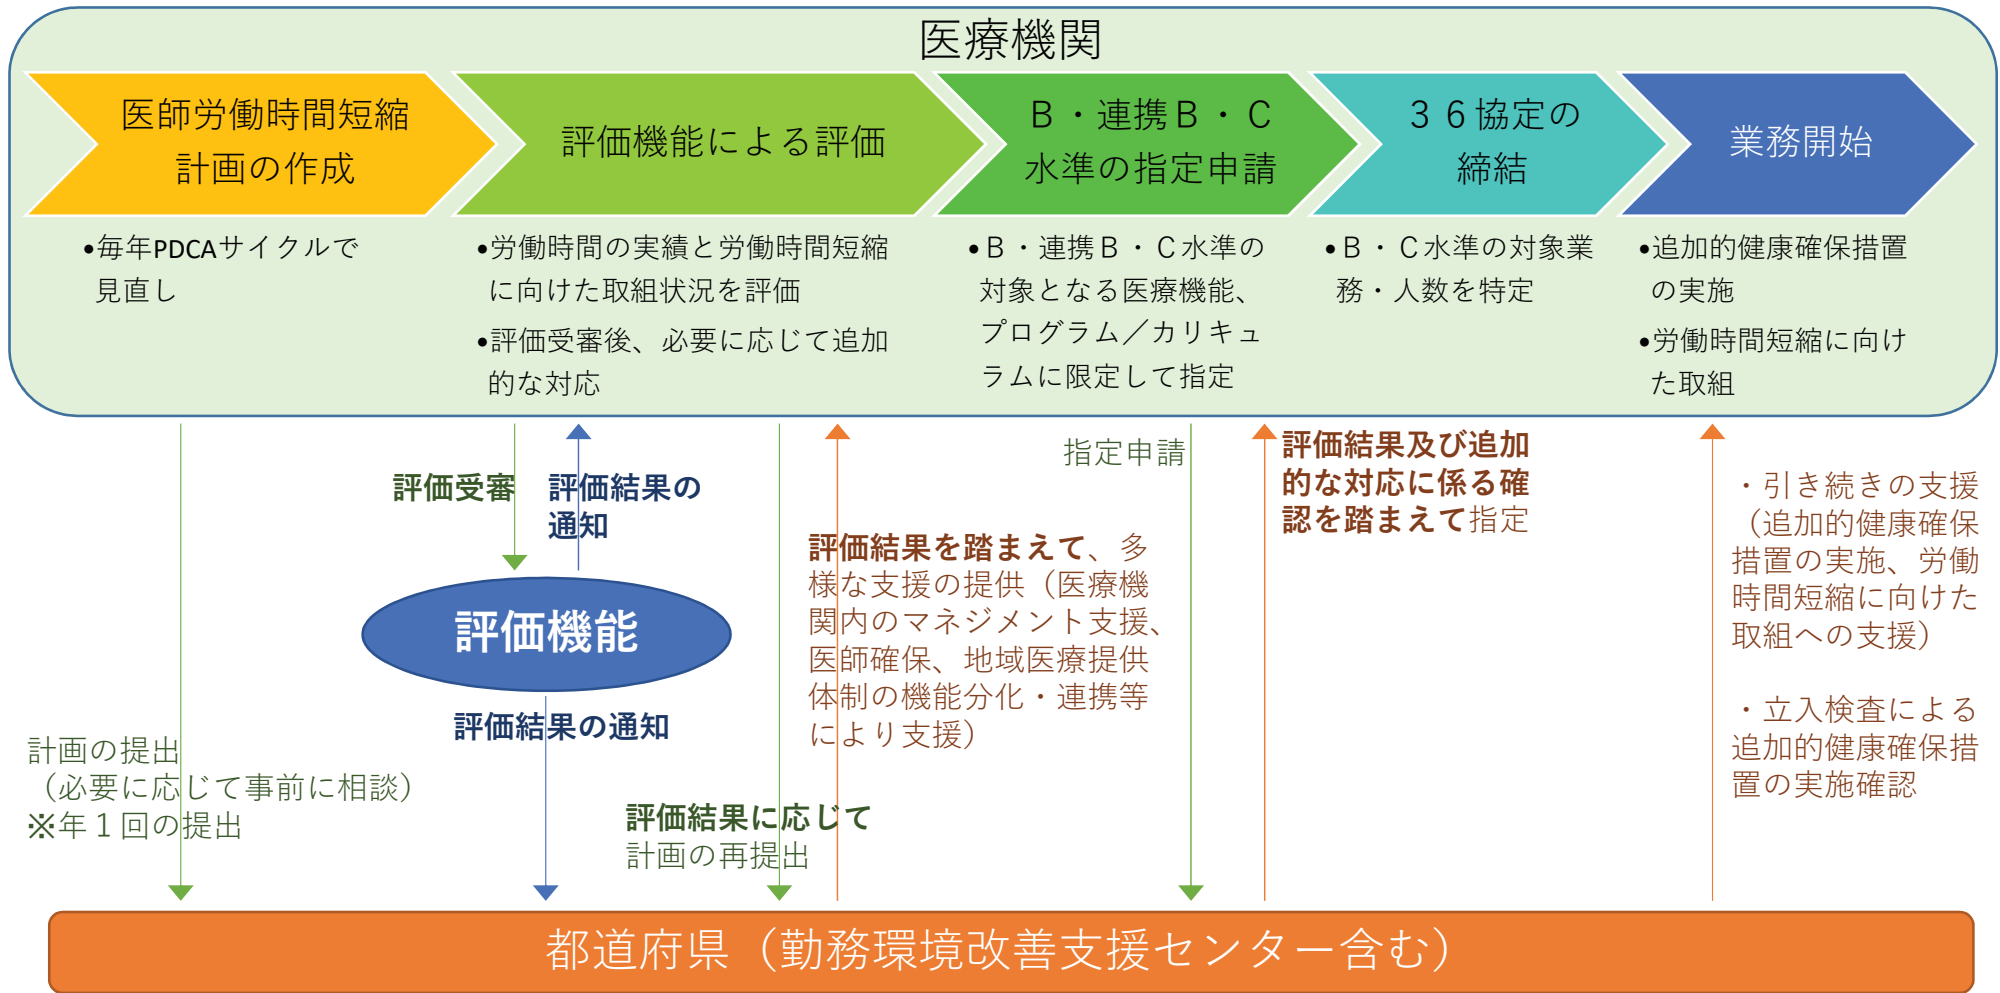 医療機関
医師労働時間短縮
計画の作成
評価機能による評価
Ｂ・連携Ｂ・Ｃ
水準の指定申請
３６協定の
締結
業務開始
•毎年PDCAサイクルで
見直し
•労働時間の実績と労働時間短縮
に向けた取組状況を評価
•評価受審後、必要に応じて追加
的な対応
•Ｂ・連携Ｂ・Ｃ水準の
対象となる医療機能、
プログラム／カリキュ
ラムに限定して指定
•Ｂ・Ｃ水準の対象業
務・人数を特定
•追加的健康確保措置
の実施
•労働時間短縮に向け
た取組
評価受審
評価結果の
通知
評価機能
評価結果の通知
計画の提出
（必要に応じて事前に相談）
※年１回の提出
評価結果に応じて
計画の再提出
評価結果を踏まえて、多
様な支援の提供（医療機
関内のマネジメント支援、
医師確保、地域医療提供
体制の機能分化・連携等
により支援）
指定申請
評価結果及び追加
的な対応に係る確
認を踏まえて指定
・引き続きの支援
（追加的健康確保
措置の実施、労働
時間短縮に向けた
取組への支援）
・立入検査による
追加的健康確保措
置の実施確認
都道府県（勤務環境改善支援センター含む）